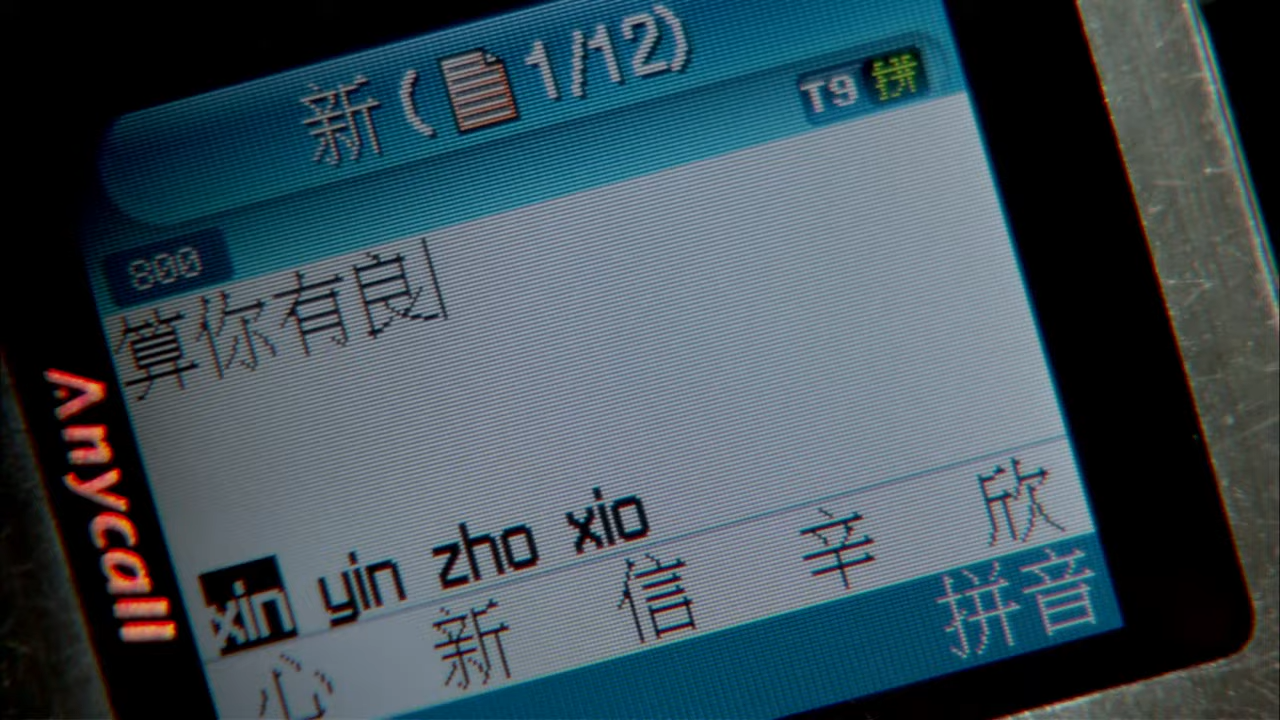 新(1/12)
T9 拼
800
算你有良
xin yin zho xio
心 新 信 辛 欣
拼音
Anycall